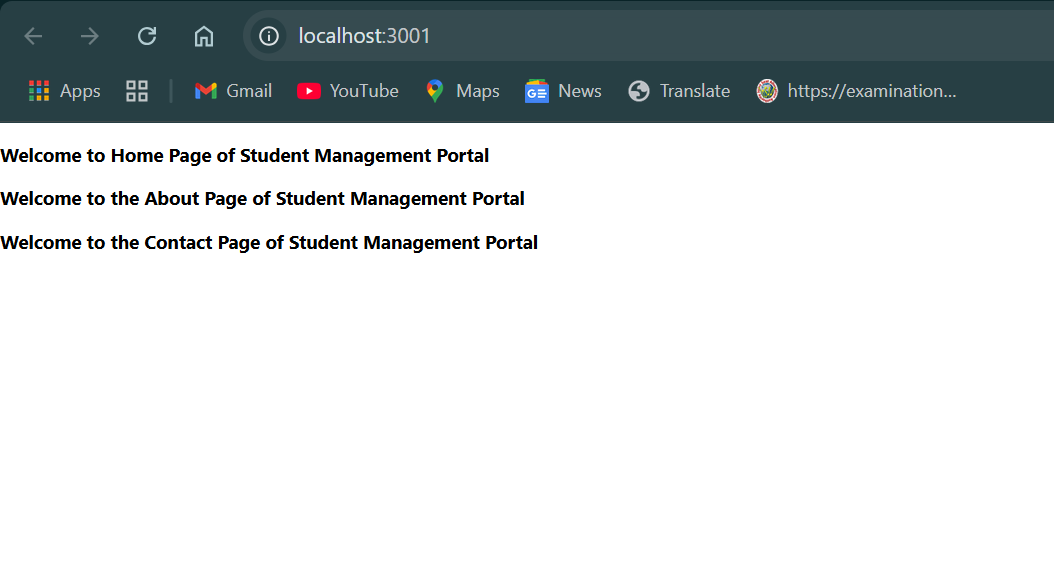 localhost:3001
Apps Gmail YouTube Maps GE News Translate https://examination...
Welcome to Home Page of Student Management Portal
Welcome to the About Page of Student Management Portal
Welcome to the Contact Page of Student Management Portal